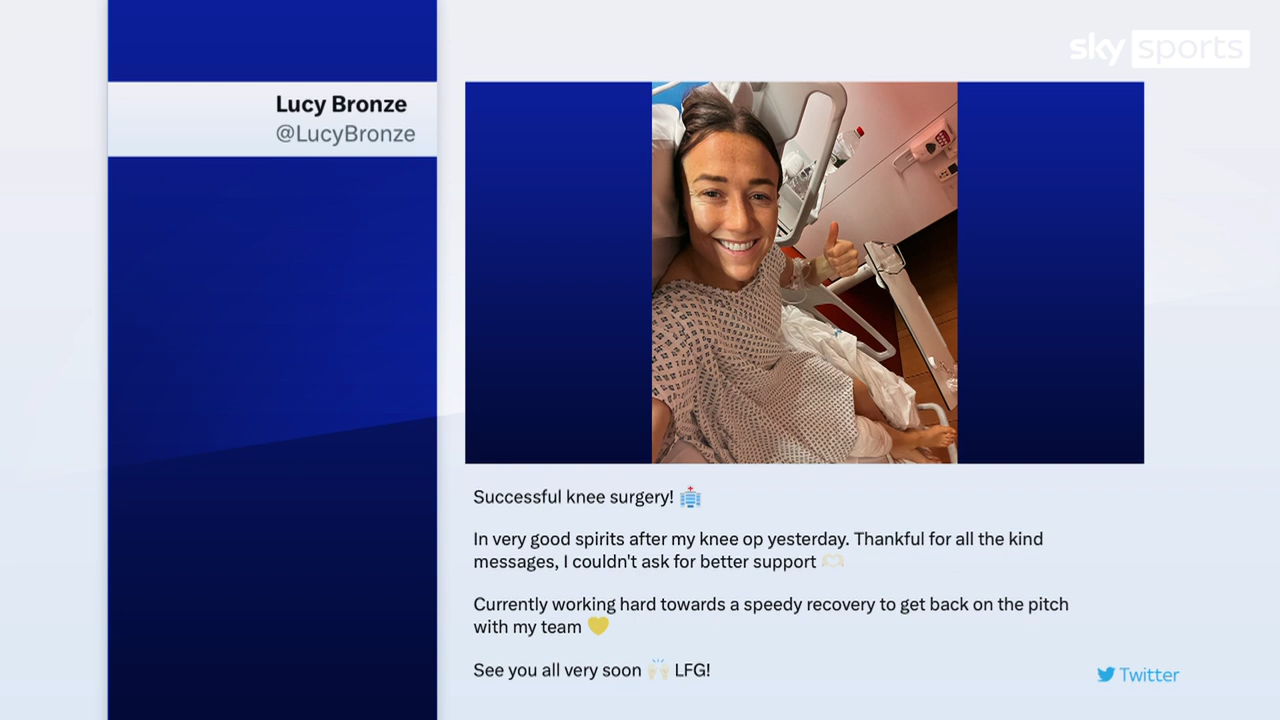 sky sports
Lucy Bronze
@LucyBronze
Successful knee surgery! 🏥
In very good spirits after my knee op yesterday. Thankful for all the kind
messages, I couldn't ask for better support 🫶🏻
Currently working hard towards a speedy recovery to get back on the pitch
with my team 💛
See you all very soon 🙌🏻 LFG!
Twitter